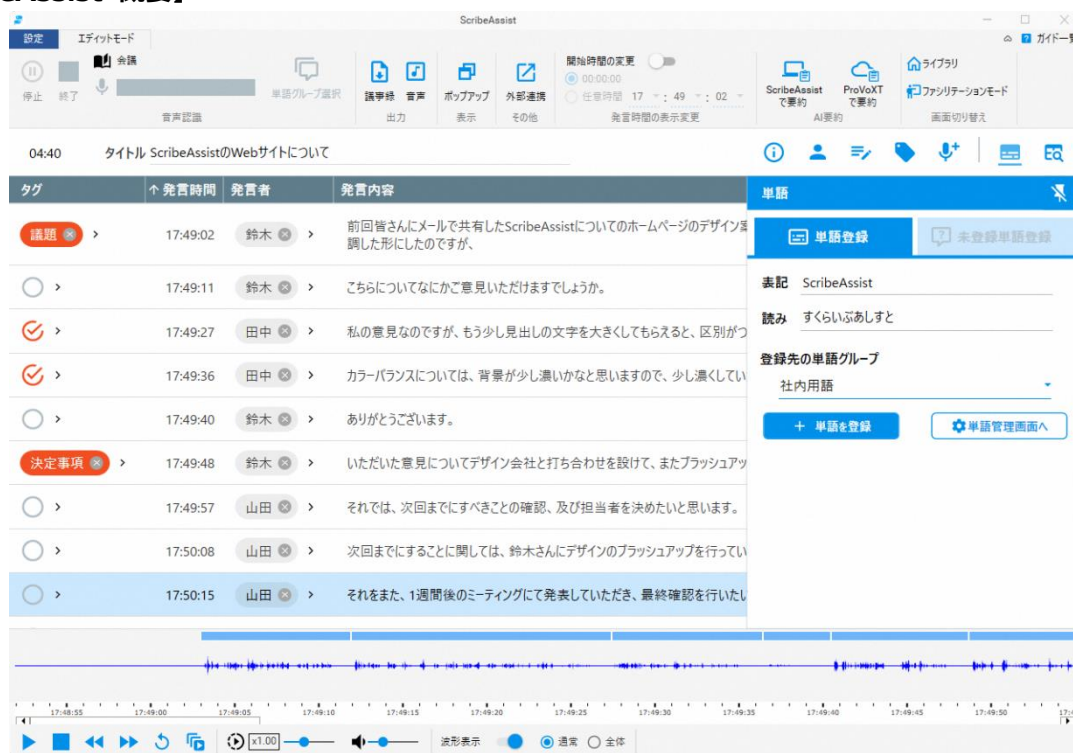 ScribeAssist
設定 エディットモード ガイド一覧
会議
停止 終了 単語グループ選択
音声認識
議事録 音声
出力
ポップアップ
表示
外部連携
その他
開始時間の変更
00:00:00
任意時間 17 : 49 : 02
発言時間の表示変更
ScribeAssist
で要約
ProVoXT
で要約
AI要約
ライブラリ
ファシリテーションモード
画面切り替え
04:40 タイトル ScribeAssistのWebサイトについて
タグ ↑発言時間 発言者 発言内容
議題 17:49:02 鈴木 前回皆さんにメールで共有したScribeAssistについてのホームページのデザイン
調した形にしたのですが、
17:49:11 鈴木 こちらについてなにかご意見いただけますでしょうか。
17:49:27 田中 私の意見なのですが、もう少し見出しの文字を大きくしてもらえると、区別がつ
17:49:36 田中 カラーバランスについては、背景が少し濃いかなと思いますので、少し濃くしてい
17:49:40 鈴木 ありがとうございます。
決定事項 17:49:48 鈴木 いただいた意見についてデザイン会社と打ち合わせを設けて、またブラッシュアッ
17:49:57 山田 それでは、次回までにすべきことの確認、及び担当者を決めたいと思います。
17:50:08 山田 次回までにすることに関しては、鈴木さんにデザインのブラッシュアップを行ってい
17:50:15 山田 それをまた、1週間後のミーティングにて発表していただき、最終確認を行いたい
単語
単語登録 未登録単語登録
表記 ScribeAssist
読み すくらいぶあしすと
登録先の単語グループ
社内用語
+ 単語を登録 単語管理画面へ
17:48:55 17:49:00 17:49:05 17:49:10 17:49:15 17:49:20 17:49:25 17:49:30 17:49:35 17:49:40 17:49:45 17:49:50
x1.00 波形表示 通常 全体